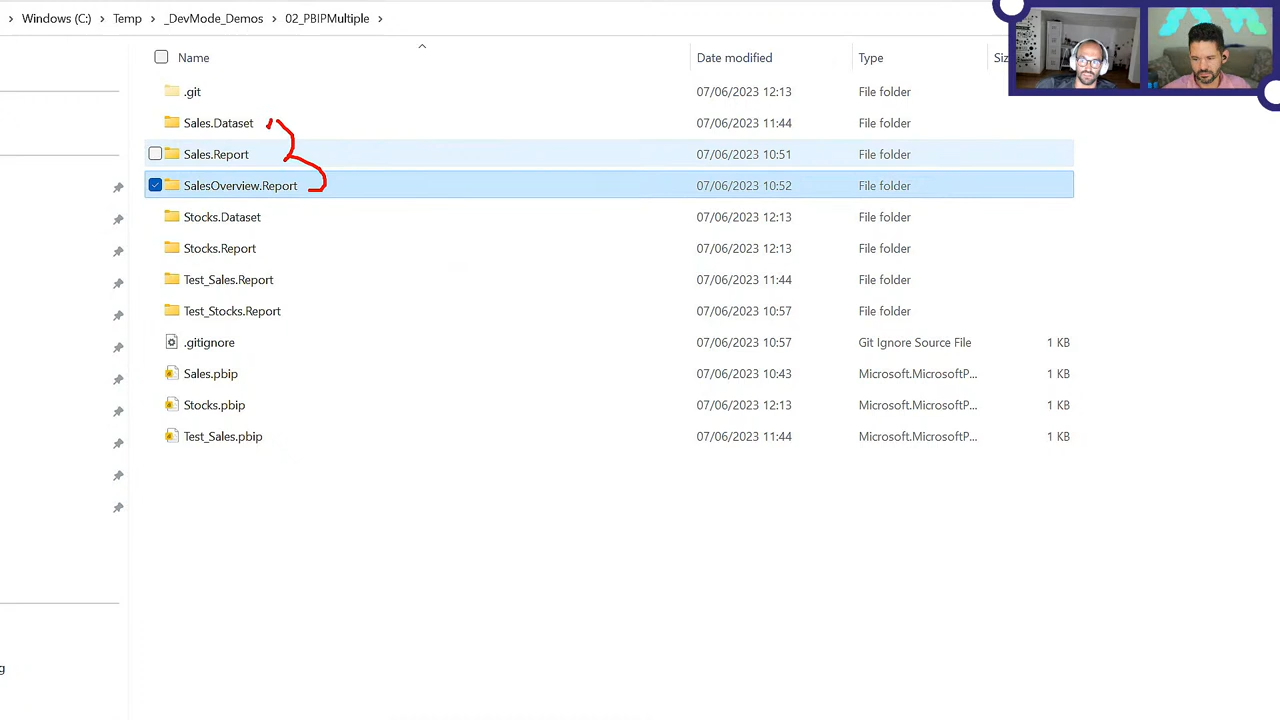 Windows (C:) > Temp > _DevMode_Demos > 02_PBIPMultiple >
Name Date modified Type
.git 07/06/2023 12:13 File folder
Sales.Dataset 07/06/2023 11:44 File folder
Sales.Report 07/06/2023 10:51 File folder
SalesOverview.Report 07/06/2023 10:52 File folder
Stocks.Dataset 07/06/2023 12:13 File folder
Stocks.Report 07/06/2023 12:13 File folder
Test_Sales.Report 07/06/2023 11:44 File folder
Test_Stocks.Report 07/06/2023 10:57 File folder
.gitignore 07/06/2023 10:57 Git Ignore Source File 1 KB
Sales.pbip 07/06/2023 10:43 Microsoft.MicrosoftP... 1 KB
Stocks.pbip 07/06/2023 12:13 Microsoft.MicrosoftP... 1 KB
Test_Sales.pbip 07/06/2023 11:44 Microsoft.MicrosoftP... 1 KB